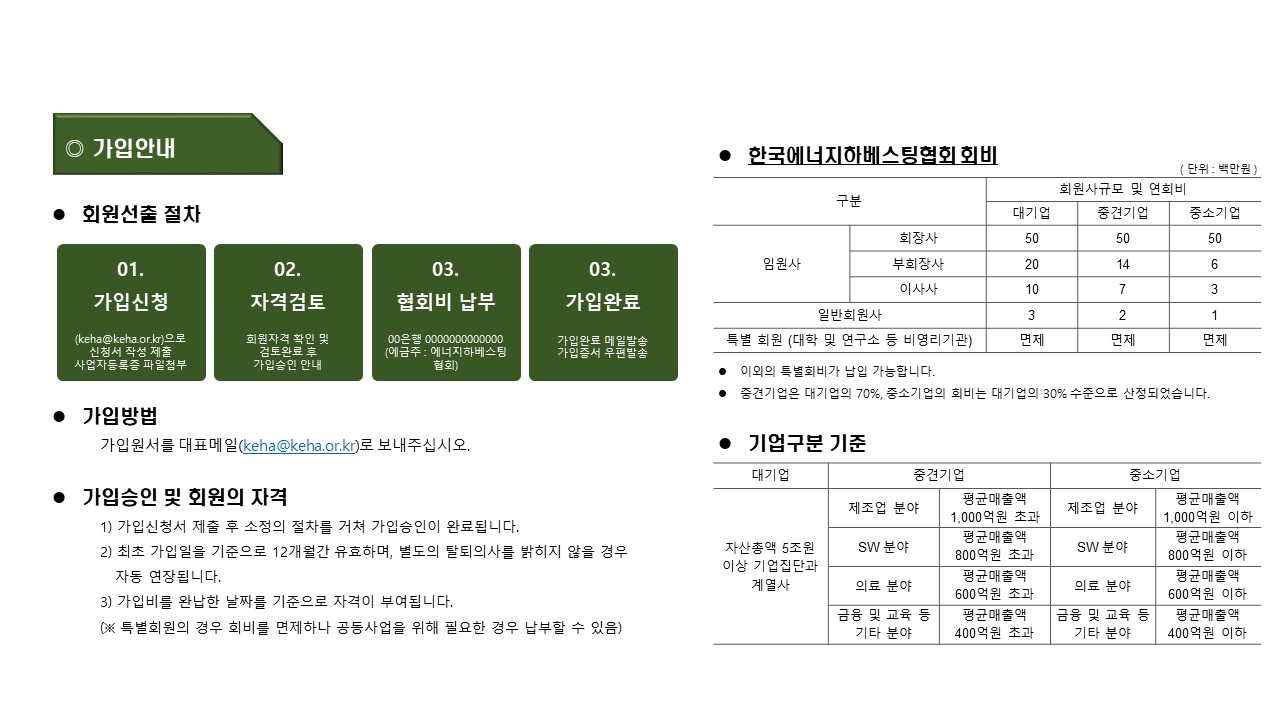 ◎ 가입안내
● 회원선출 절차
01.
가입신청
(keha@keha.or.kr)으로
신청서 작성 제출
사업자등록증 파일첨부
02.
자격검토
회원자격 확인 및
검토완료 후
가입승인 안내
03.
협회비 납부
00은행 0000000000000
(예금주 : 에너지하베스팅
협회)
03.
가입완료
가입완료 메일발송
가입증서 우편발송
● 가입방법
가입원서를 대표메일(keha@keha.or.kr)로 보내주십시오.
● 가입승인 및 회원의 자격
1) 가입신청서 제출 후 소정의 절차를 거쳐 가입승인이 완료됩니다.
2) 최초 가입일을 기준으로 12개월간 유효하며, 별도의 탈퇴의사를 밝히지 않을 경우
자동 연장됩니다.
3) 가입비를 완납한 날짜를 기준으로 자격이 부여됩니다.
(※ 특별회원의 경우 회비를 면제하나 공동사업을 위해 필요한 경우 납부할 수 있음)
● 한국에너지하베스팅협회 회비
( 단위 : 백만원 )
구분 회원사규모 및 연회비
대기업 중견기업 중소기업
임원사 회장사 50 50 50
부회장사 20 14 6
이사사 10 7 3
일반회원사 3 2 1
특별 회원 (대학 및 연구소 등 비영리기관) 면제 면제 면제
● 이외의 특별회비가 납입 가능합니다.
● 중견기업은 대기업의 70%, 중소기업의 회비는 대기업의 30% 수준으로 산정되었습니다.
● 기업구분 기준
대기업 중견기업 중소기업
자산총액 5조원
이상 기업집단과
계열사
제조업 분야 평균매출액
1,000억원 초과
제조업 분야 평균매출액
1,000억원 이하
SW 분야 평균매출액
800억원 초과
SW 분야 평균매출액
800억원 이하
의료 분야 평균매출액
600억원 초과
의료 분야 평균매출액
600억원 이하
금융 및 교육 등
기타 분야
평균매출액
400억원 초과
금융 및 교육 등
기타 분야
평균매출액
400억원 이하